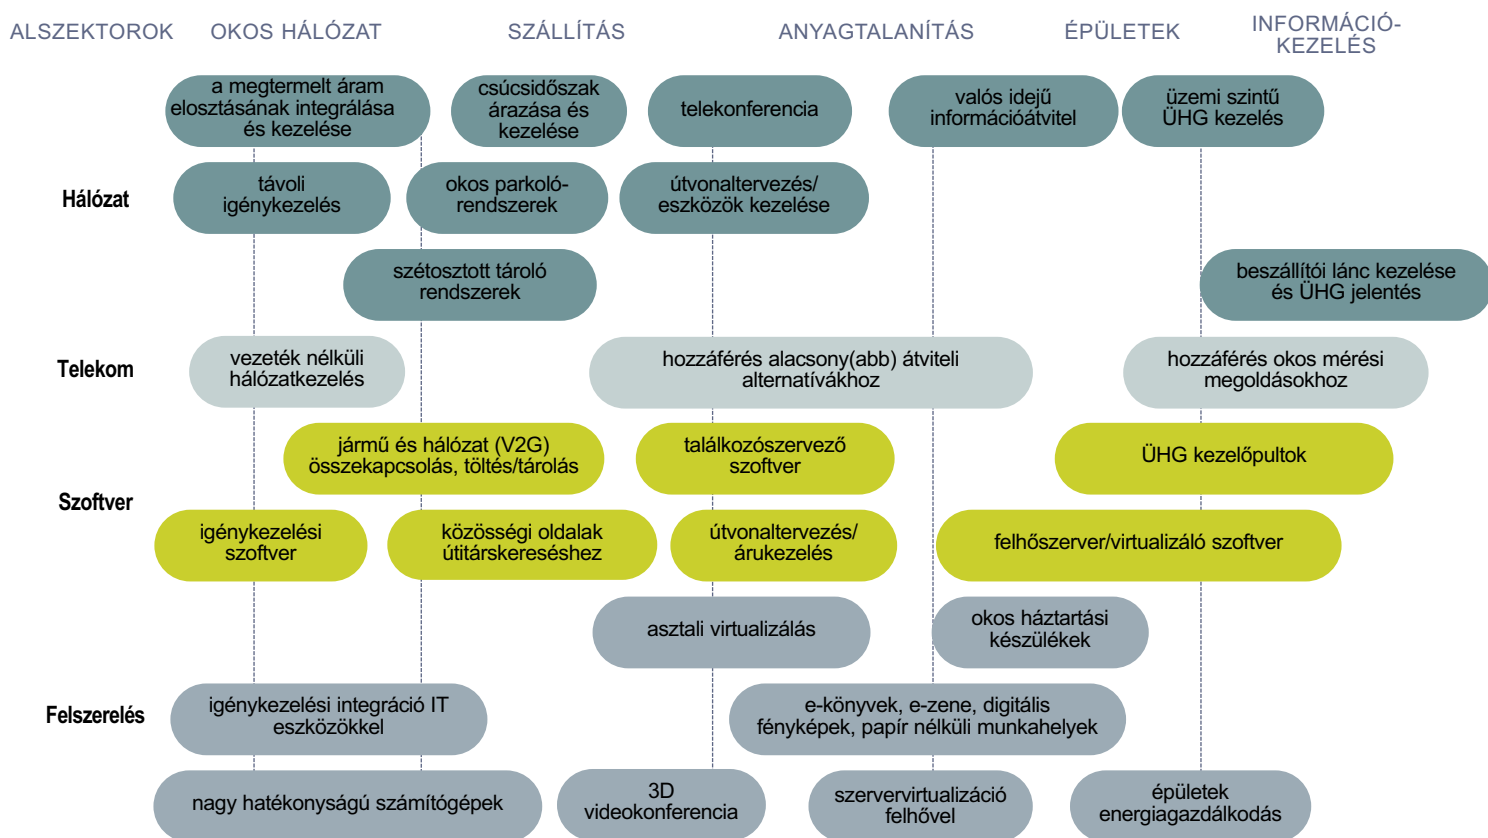 ALSZEKTOROK
OKOS HÁLÓZAT
SZÁLLÍTÁS
ANYAGTALANÍTÁS
ÉPÜLETEK
INFORMÁCIÓ-
KEZELÉS
a megtermelt áram
elosztásának integrálása
és kezelése
csúcsidőszak
árazása és
kezelése
telekonferencia
valós idejű
információátvitel
üzemi szintű
ÜHG kezelés
Hálózat
távoli
igénykezelés
okos parkoló-
rendszerek
útvonaltervezés/
eszközök kezelése
szétosztott tároló
rendszerek
beszállítói lánc kezelése
és ÜHG jelentés
Telekom
vezeték nélküli
hálózatkezelés
hozzáférés alacsony(abb) átviteli
alternatívákhoz
hozzáférés okos mérési
megoldásokhoz
Szoftver
jármű és hálózat (V2G)
összekapcsolás, töltés/tárolás
találkozószervező
szoftver
ÜHG kezelőpultok
igénykezelési
szoftver
közösségi oldalak
útitárskereséshez
útvonaltervezés/
árukezelés
felhőszerver/virtualizáló szoftver
asztali virtualizálás
okos háztartási
készülékek
Felszerelés
igénykezelési integráció IT
eszközökkel
e-könyvek, e-zene, digitális
fényképek, papír nélküli munkahelyek
nagy hatékonyságú számítógépek
3D
videokonferencia
szervervirtualizáció
felhővel
épületek
energiagazdálkodás